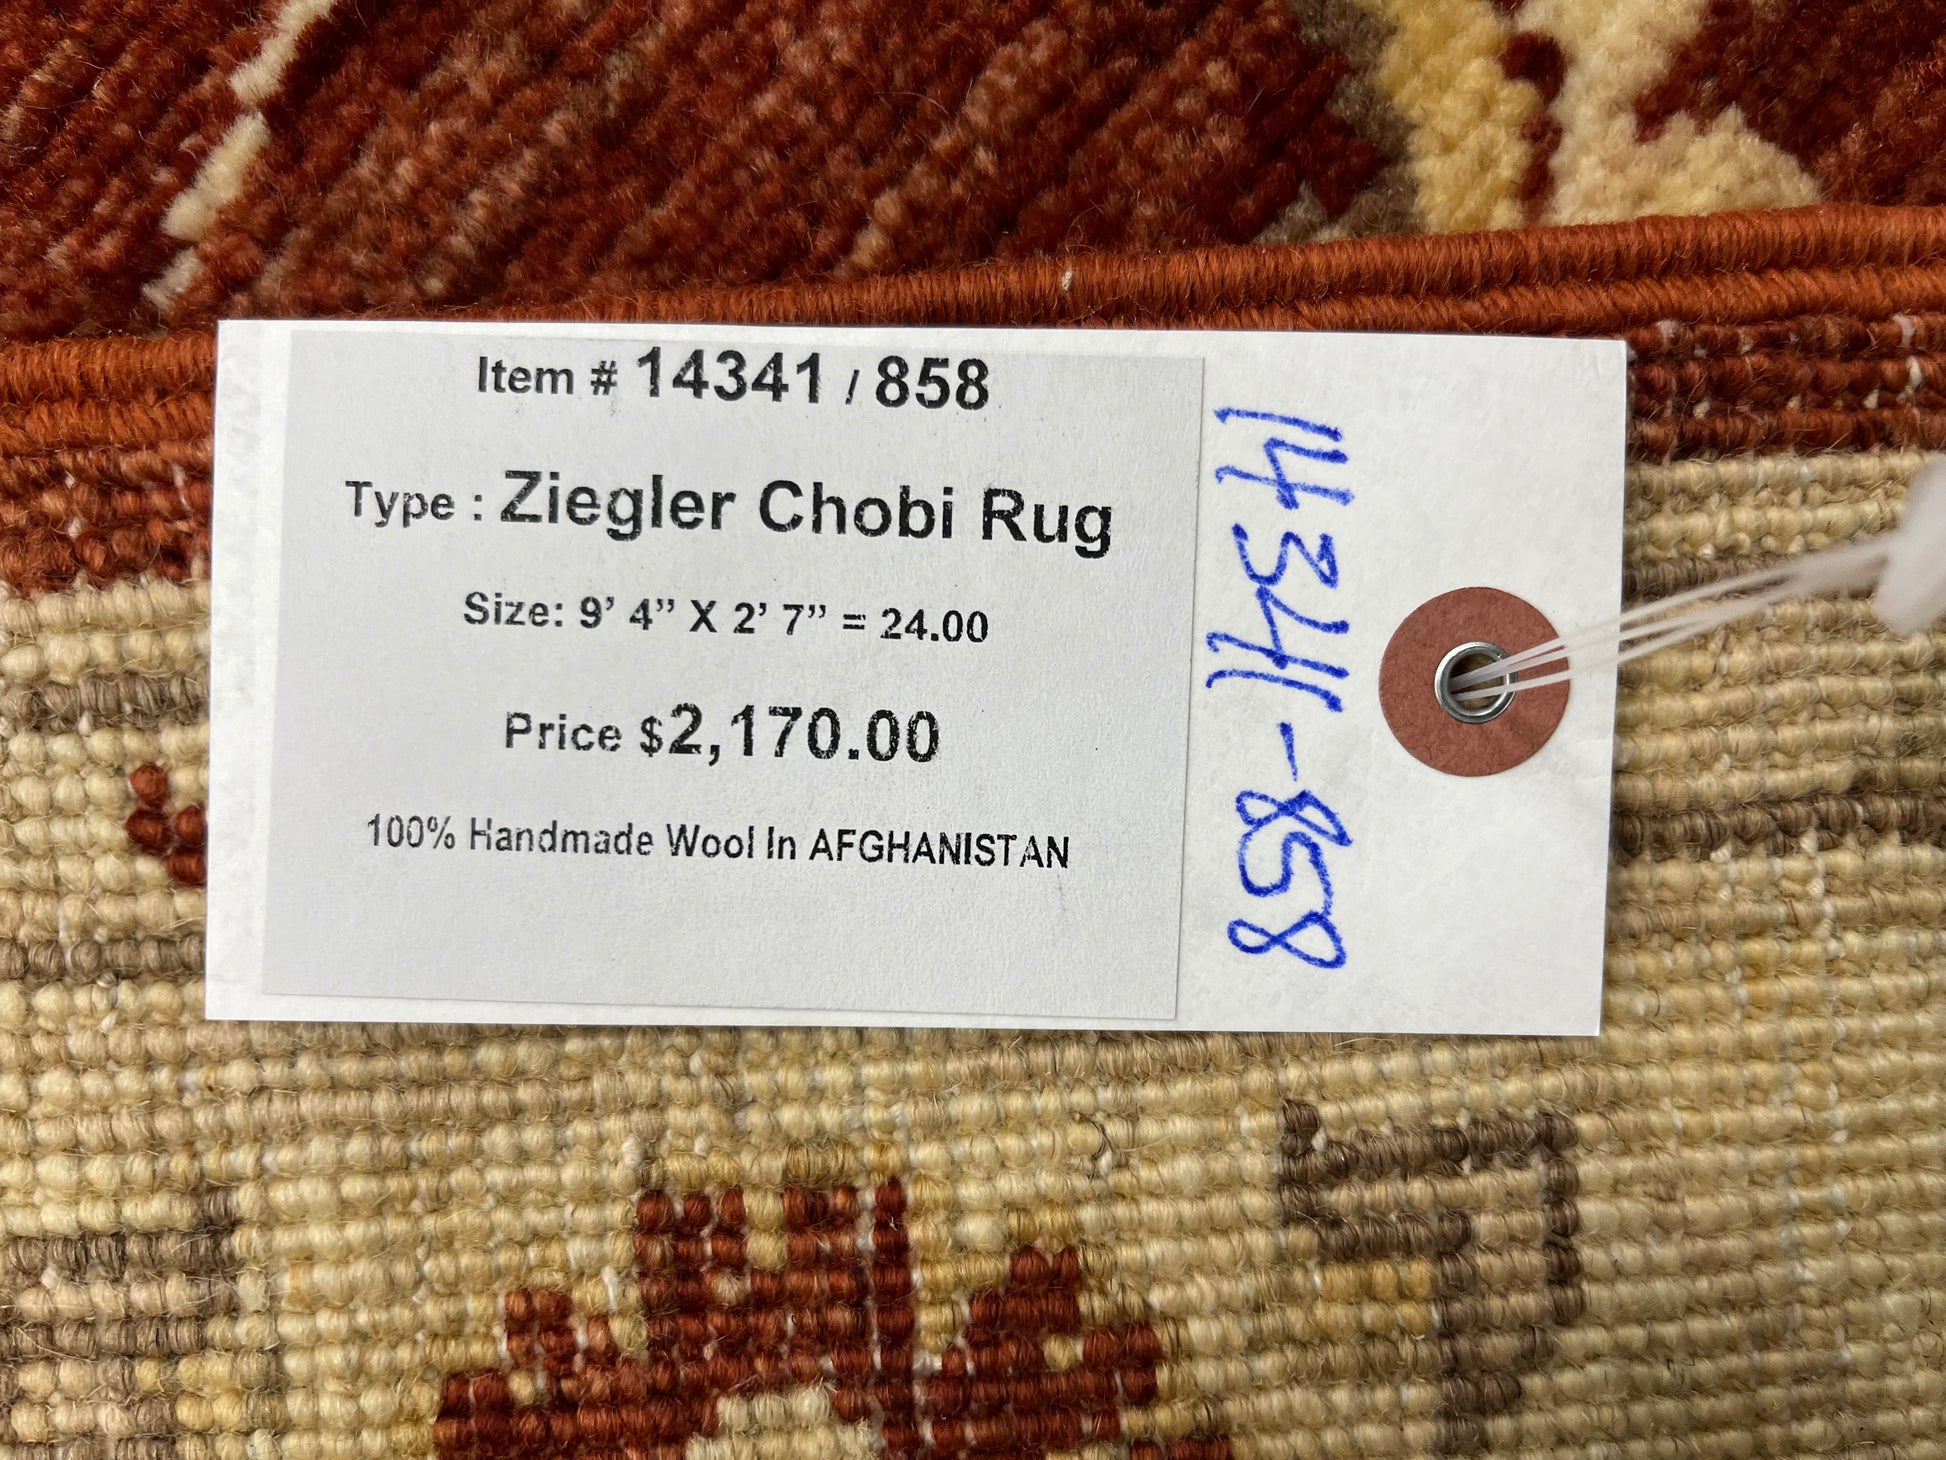 Item # 14341 / 858
Type : Ziegler Chobi Rug
Size: 9’ 4” X 2’ 7” = 24.00
Price $2,170.00
100% Handmade Wool In AFGHANISTAN
14341-858